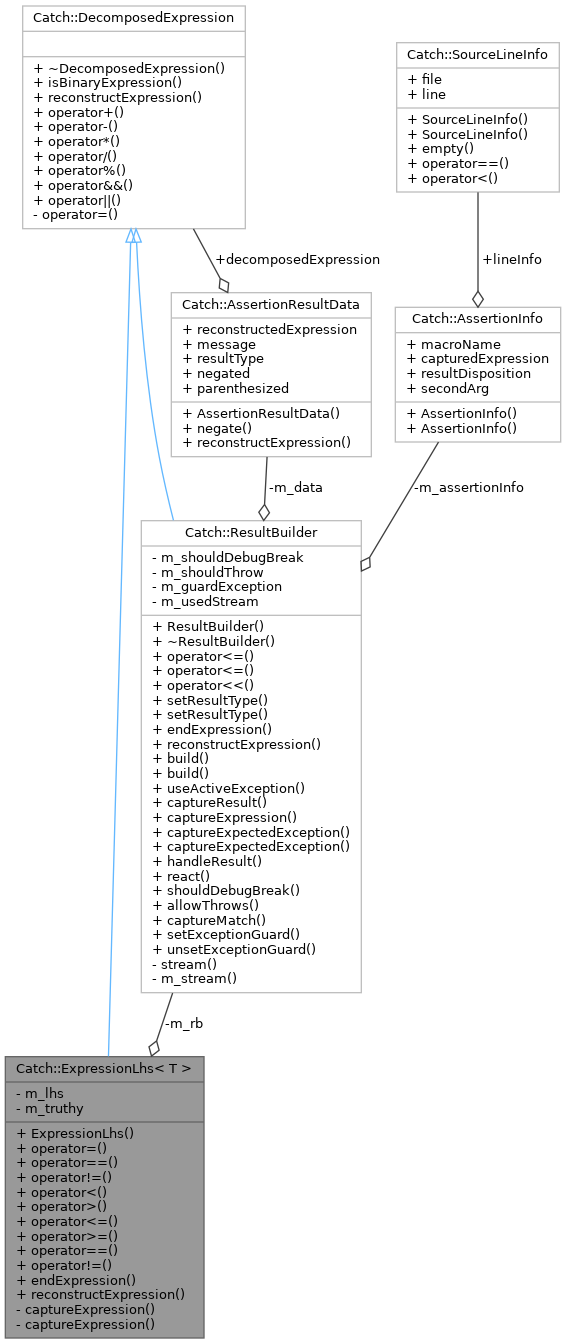 Catch::DecomposedExpression
+ ~DecomposedExpression()
+ isBinaryExpression()
+ reconstructExpression()
+ operator+()
+ operator-()
+ operator*()
+ operator/()
+ operator%()
+ operator&&()
+ operator||()
- operator=()
Catch::SourceLineInfo
+ file
+ line
+ SourceLineInfo()
+ SourceLineInfo()
+ empty()
+ operator==()
+ operator<()
+decomposedExpression
+lineInfo
Catch::AssertionResultData
+ reconstructedExpression
+ message
+ resultType
+ negated
+ parenthesized
+ AssertionResultData()
+ negate()
+ reconstructExpression()
Catch::AssertionInfo
+ macroName
+ capturedExpression
+ resultDisposition
+ secondArg
+ AssertionInfo()
+ AssertionInfo()
-m_data
-m_assertionInfo
Catch::ResultBuilder
- m_shouldDebugBreak
- m_shouldThrow
- m_guardException
- m_usedStream
+ ResultBuilder()
+ ~ResultBuilder()
+ operator<=()
+ operator<=()
+ operator<<()
+ setResultType()
+ setResultType()
+ endExpression()
+ reconstructExpression()
+ build()
+ build()
+ useActiveException()
+ captureResult()
+ captureExpression()
+ captureExpectedException()
+ captureExpectedException()
+ handleResult()
+ react()
+ shouldDebugBreak()
+ allowThrows()
+ captureMatch()
+ setExceptionGuard()
+ unsetExceptionGuard()
- stream()
- m_stream()
-m_rb
Catch::ExpressionLhs< T >
- m_lhs
- m_truthy
+ ExpressionLhs()
+ operator=()
+ operator==()
+ operator!=()
+ operator<()
+ operator>()
+ operator<=()
+ operator>=()
+ operator==()
+ operator!=()
+ endExpression()
+ reconstructExpression()
- captureExpression()
- captureExpression()